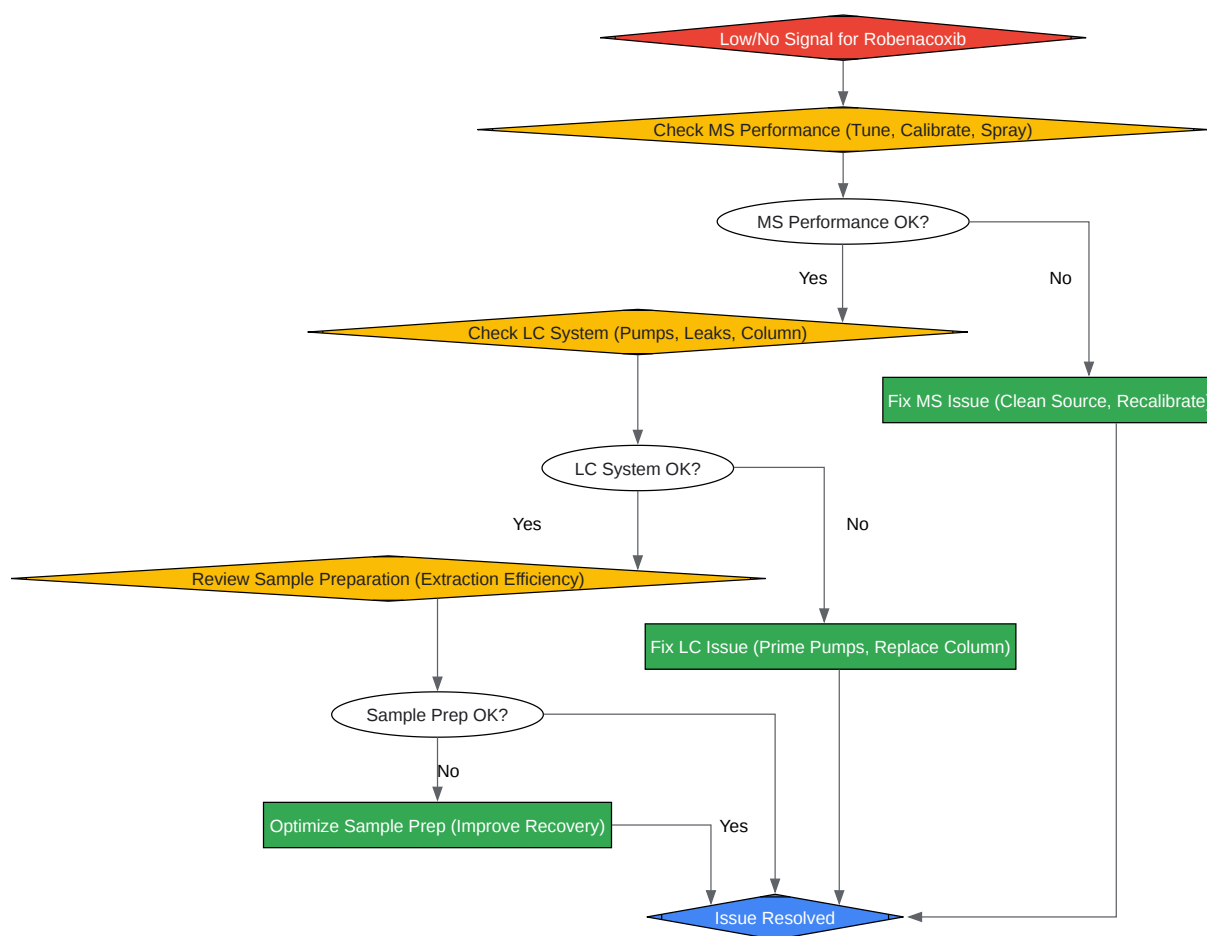 Low/No Signal for Robenacoxib
Check MS Performance (Tune, Calibrate, Spray)
MS Performance OK?
Yes
No
Check LC System (Pumps, Leaks, Column)
Fix MS Issue (Clean Source, Recalibrate)
LC System OK?
Yes
No
Review Sample Preparation (Extraction Efficiency)
Fix LC Issue (Prime Pumps, Replace Column)
Sample Prep OK?
No
Optimize Sample Prep (Improve Recovery)
Yes
Issue Resolved